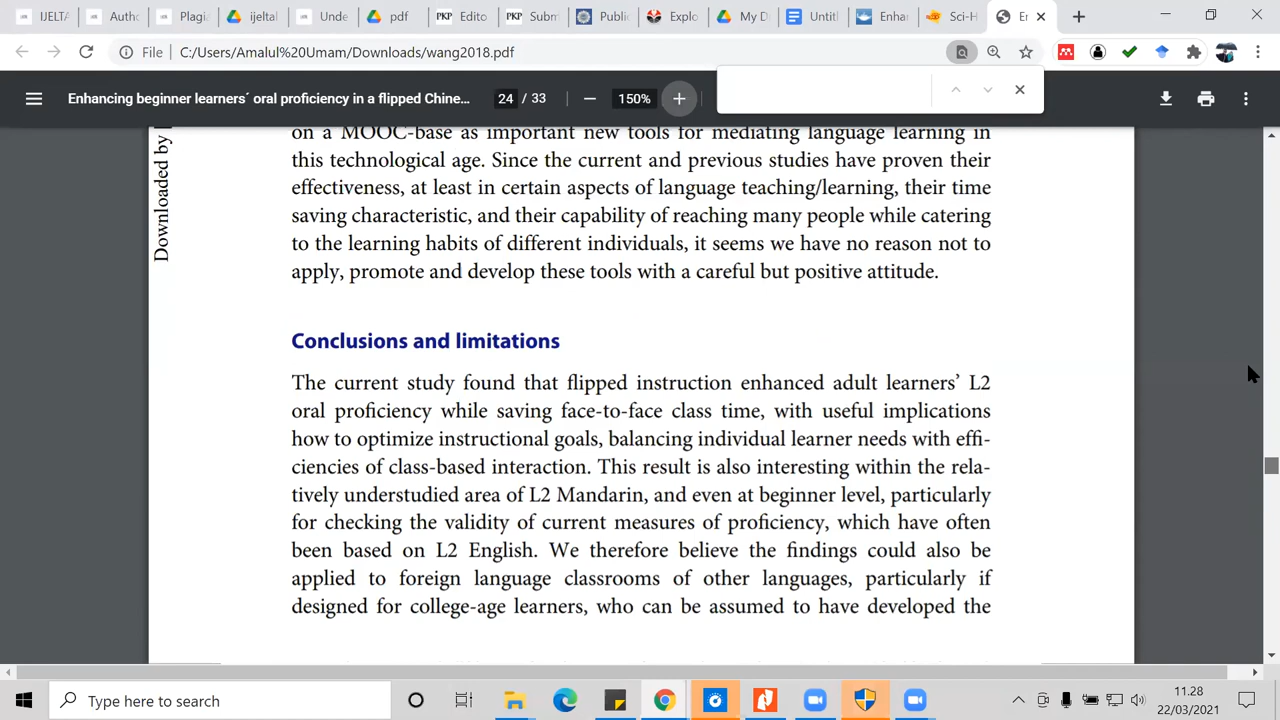 IJELTA
Autho
Plagia
ijeltal
Unde
pdf
Edito
Subm
Public
Explo
My D
Untitl
Enhar
Sci-H
En
File
C:/Users/Amalul%20Umam/Downloads/wang2018.pdf
Enhancing beginner learners´ oral proficiency in a flipped Chine...
24 / 33
150%
Downloaded by
on a MOOC-base as important new tools for mediating language learning in
this technological age. Since the current and previous studies have proven their
effectiveness, at least in certain aspects of language teaching/learning, their time
saving characteristic, and their capability of reaching many people while catering
to the learning habits of different individuals, it seems we have no reason not to
apply, promote and develop these tools with a careful but positive attitude.
Conclusions and limitations
The current study found that flipped instruction enhanced adult learners’ L2
oral proficiency while saving face-to-face class time, with useful implications
how to optimize instructional goals, balancing individual learner needs with effi-
ciencies of class-based interaction. This result is also interesting within the rela-
tively understudied area of L2 Mandarin, and even at beginner level, particularly
for checking the validity of current measures of proficiency, which have often
been based on L2 English. We therefore believe the findings could also be
applied to foreign language classrooms of other languages, particularly if
designed for college-age learners, who can be assumed to have developed the
Type here to search
11.28
22/03/2021